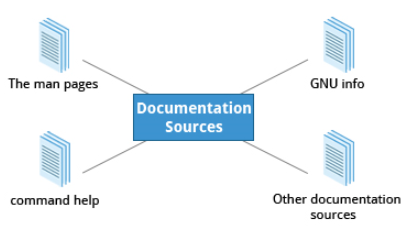 The man pages
GNU info
Documentation
Sources
command help
Other documentation
sources